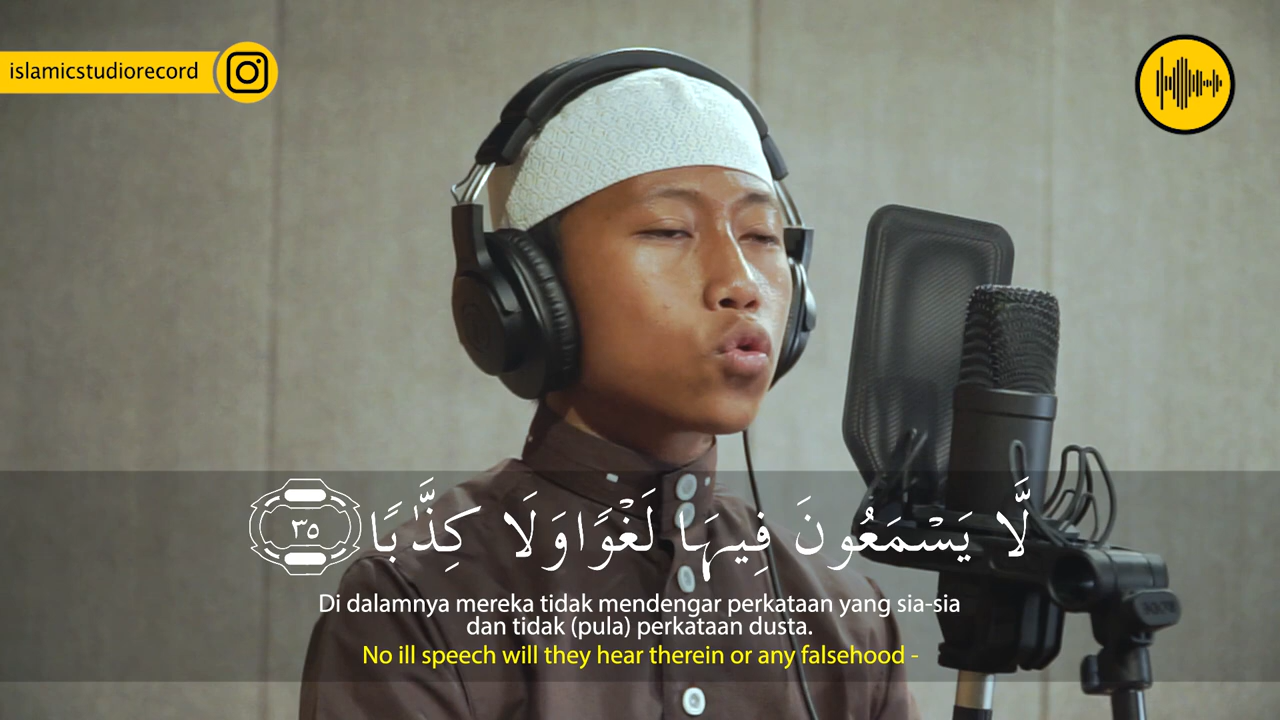 islamicstudiorecord
لَّا يَسْمَعُونَ فِيهَا لَغْوًا وَلَا كِذَّٰبًا ٣٥
Di dalamnya mereka tidak mendengar perkataan yang sia-sia
dan tidak (pula) perkataan dusta.
No ill speech will they hear therein or any falsehood -